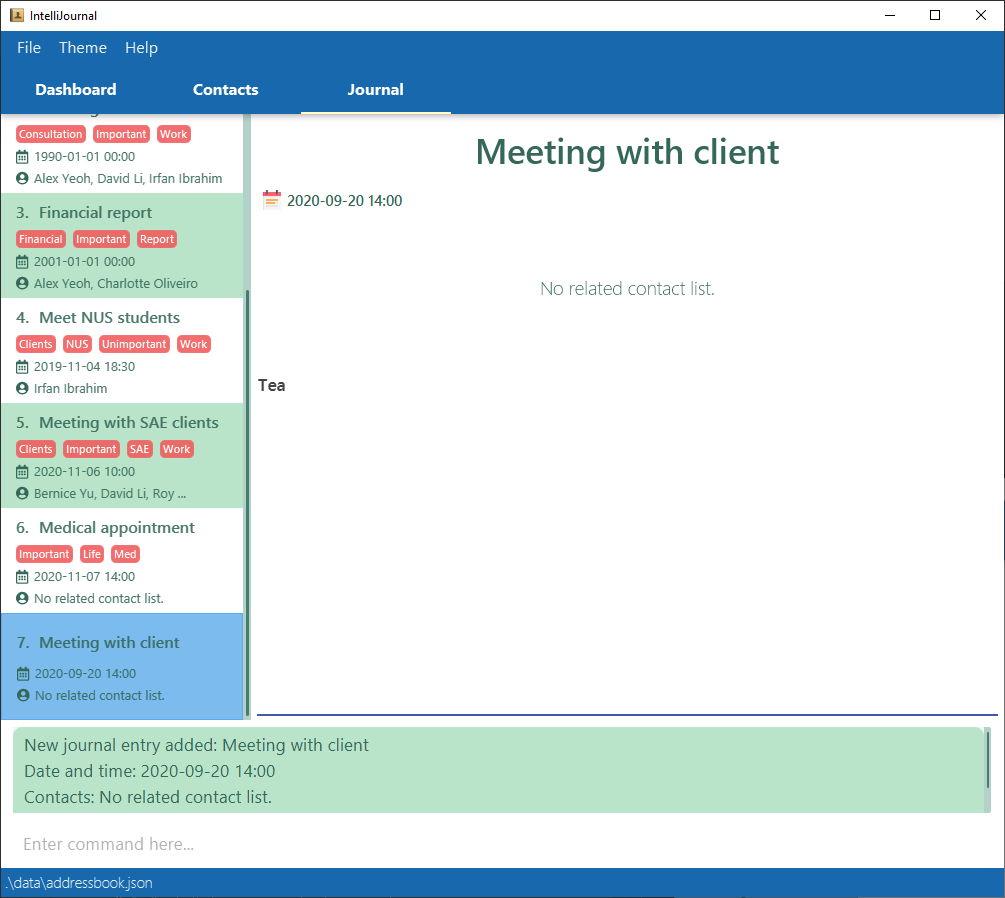 IntelliJournal
File Theme Help
Dashboard Contacts Journal
Consultation Important Work
1990-01-01 00:00
Alex Yeoh, David Li, Irfan Ibrahim
3. Financial report
Financial Important Report
2001-01-01 00:00
Alex Yeoh, Charlotte Oliveiro
4. Meet NUS students
Clients NUS Unimportant Work
2019-11-04 18:30
Irfan Ibrahim
5. Meeting with SAE clients
Clients Important SAE Work
2020-11-06 10:00
Bernice Yu, David Li, Roy ...
6. Medical appointment
Important Life Med
2020-11-07 14:00
No related contact list.
7. Meeting with client
2020-09-20 14:00
No related contact list.
Meeting with client
2020-09-20 14:00
No related contact list.
Tea
New journal entry added: Meeting with client
Date and time: 2020-09-20 14:00
Contacts: No related contact list.
Enter command here...
.\data\addressbook.json